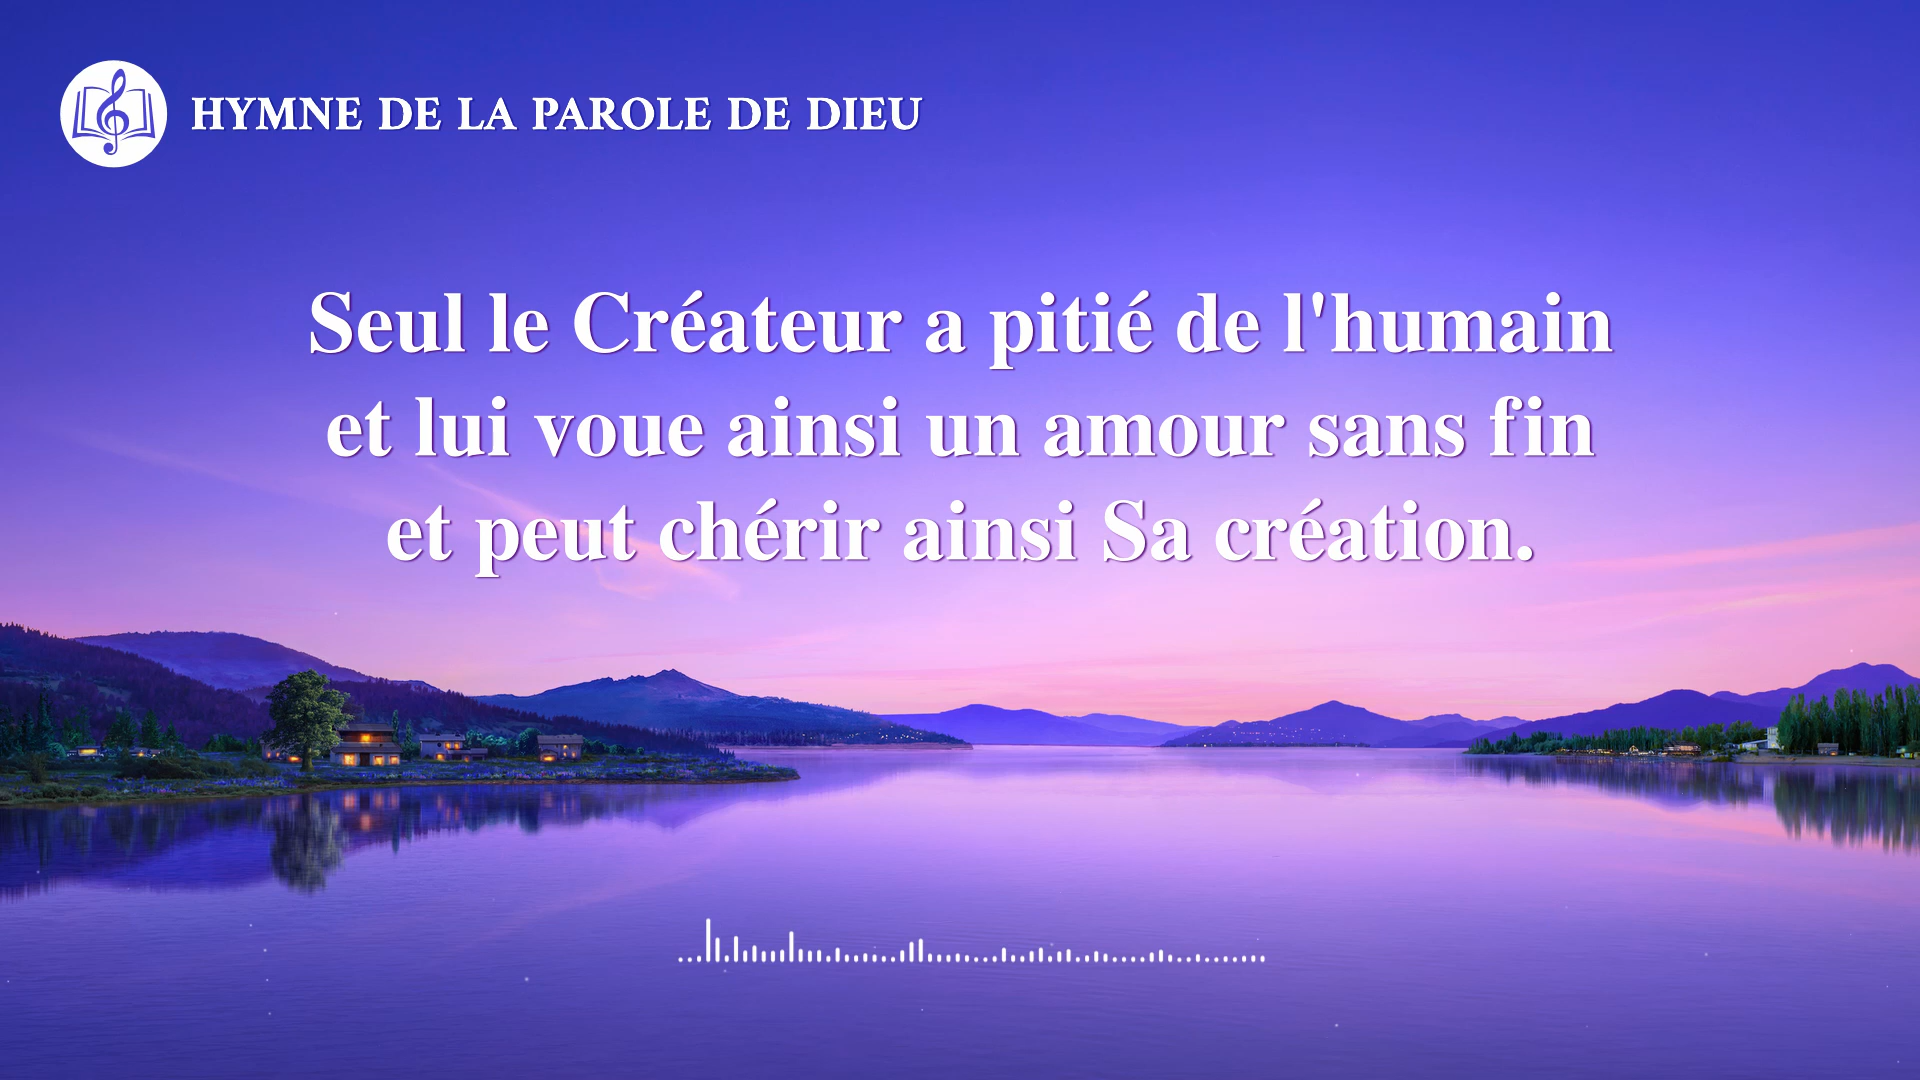 HYMNE DE LA PAROLE DE DIEU
Seul le Créateur a pitié de l'humain
et lui voue ainsi un amour sans fin
et peut chérir ainsi Sa création.